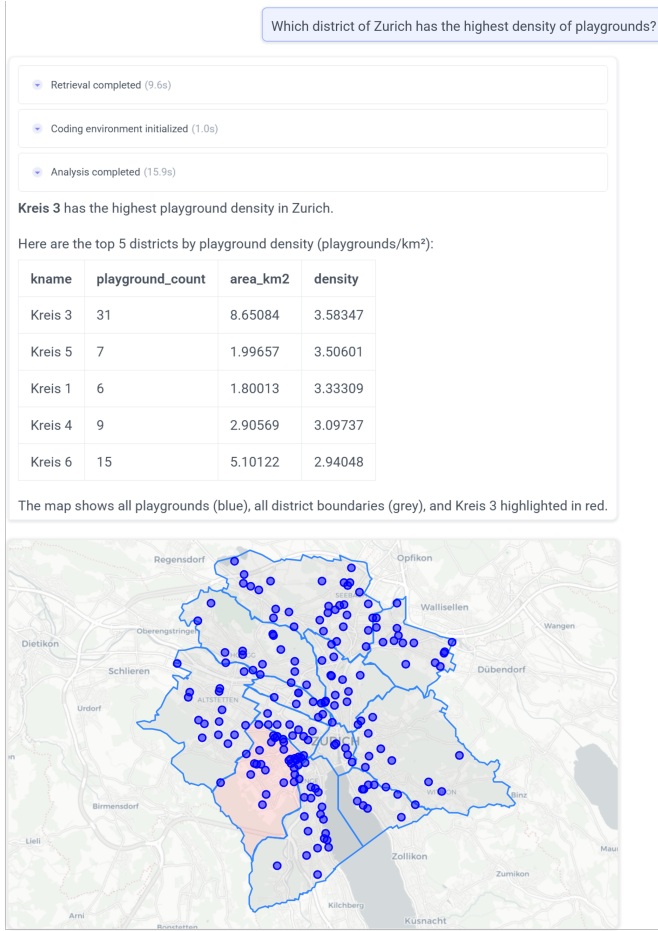 Which district of Zurich has the highest density of playgrounds?
Retrieval completed (9.6s)
Coding environment initialized (1.0s)
Analysis completed (15.9s)
Kreis 3 has the highest playground density in Zurich.
Here are the top 5 districts by playground density (playgrounds/km²):
kname playground_count area_km2 density
Kreis 3 31 8.65084 3.58347
Kreis 5 7 1.99657 3.50601
Kreis 1 6 1.80013 3.33309
Kreis 4 9 2.90569 3.09737
Kreis 6 15 5.10122 2.94048
The map shows all playgrounds (blue), all district boundaries (grey), and Kreis 3 highlighted in red.
Regensdorf
Opfikon
Wallisellen
Wangen
Oberengstringen
Dietikon
Schlieren
Dübendorf
ALTSTETTEN
Urdorf
ZÜRICH
Birmensdorf
Binz
Lieli
Zollikon
Zumikon
Kilchberg
Arni
Küsnacht